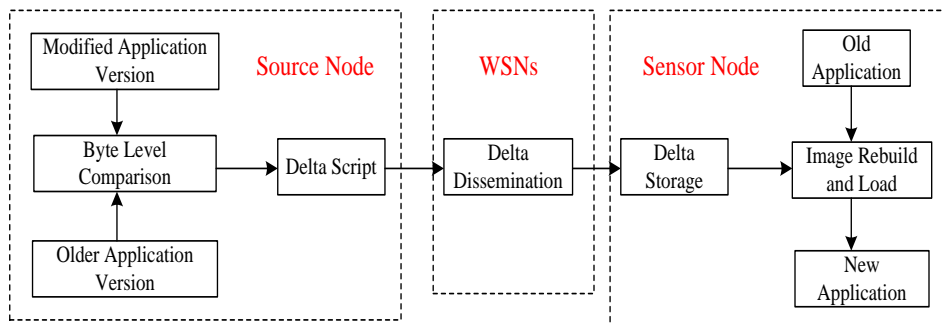 Modified Application
Version
Source Node
Byte Level
Comparison
Delta Script
Older Application
Version
WSNs
Delta
Dissemination
Sensor Node
Old
Application
Delta
Storage
Image Rebuild
and Load
New
Application